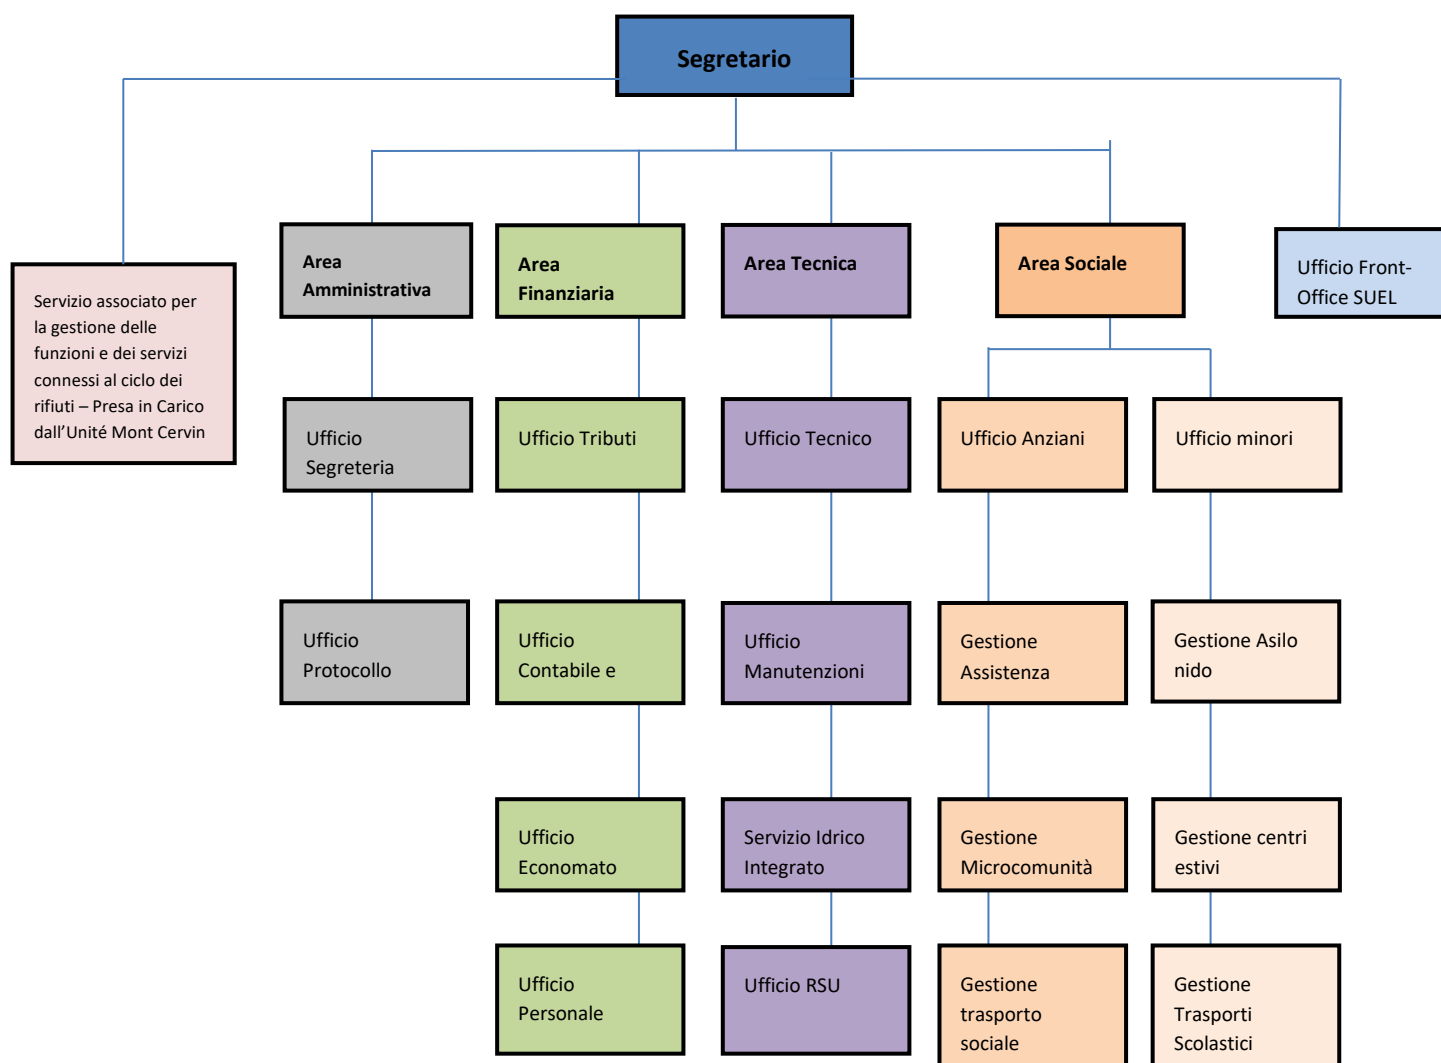 Segretario
Servizio associato per
la gestione delle
funzioni e dei servizi
connessi al ciclo dei
rifiuti – Presa in Carico
dall’Unité Mont Cervin
Area
Amministrativa
Area
Finanziaria
Area Tecnica
Area Sociale
Ufficio Front-
Office SUEL
Ufficio
Segreteria
Ufficio Tributi
Ufficio Tecnico
Ufficio Anziani
Ufficio minori
Ufficio
Protocollo
Ufficio
Contabile e
Ufficio
Manutenzioni
Gestione
Assistenza
Gestione Asilo
nido
Ufficio
Economato
Servizio Idrico
Integrato
Gestione
Microcomunità
Gestione centri
estivi
Ufficio
Personale
Ufficio RSU
Gestione
trasporto
sociale
Gestione
Trasporti
Scolastici